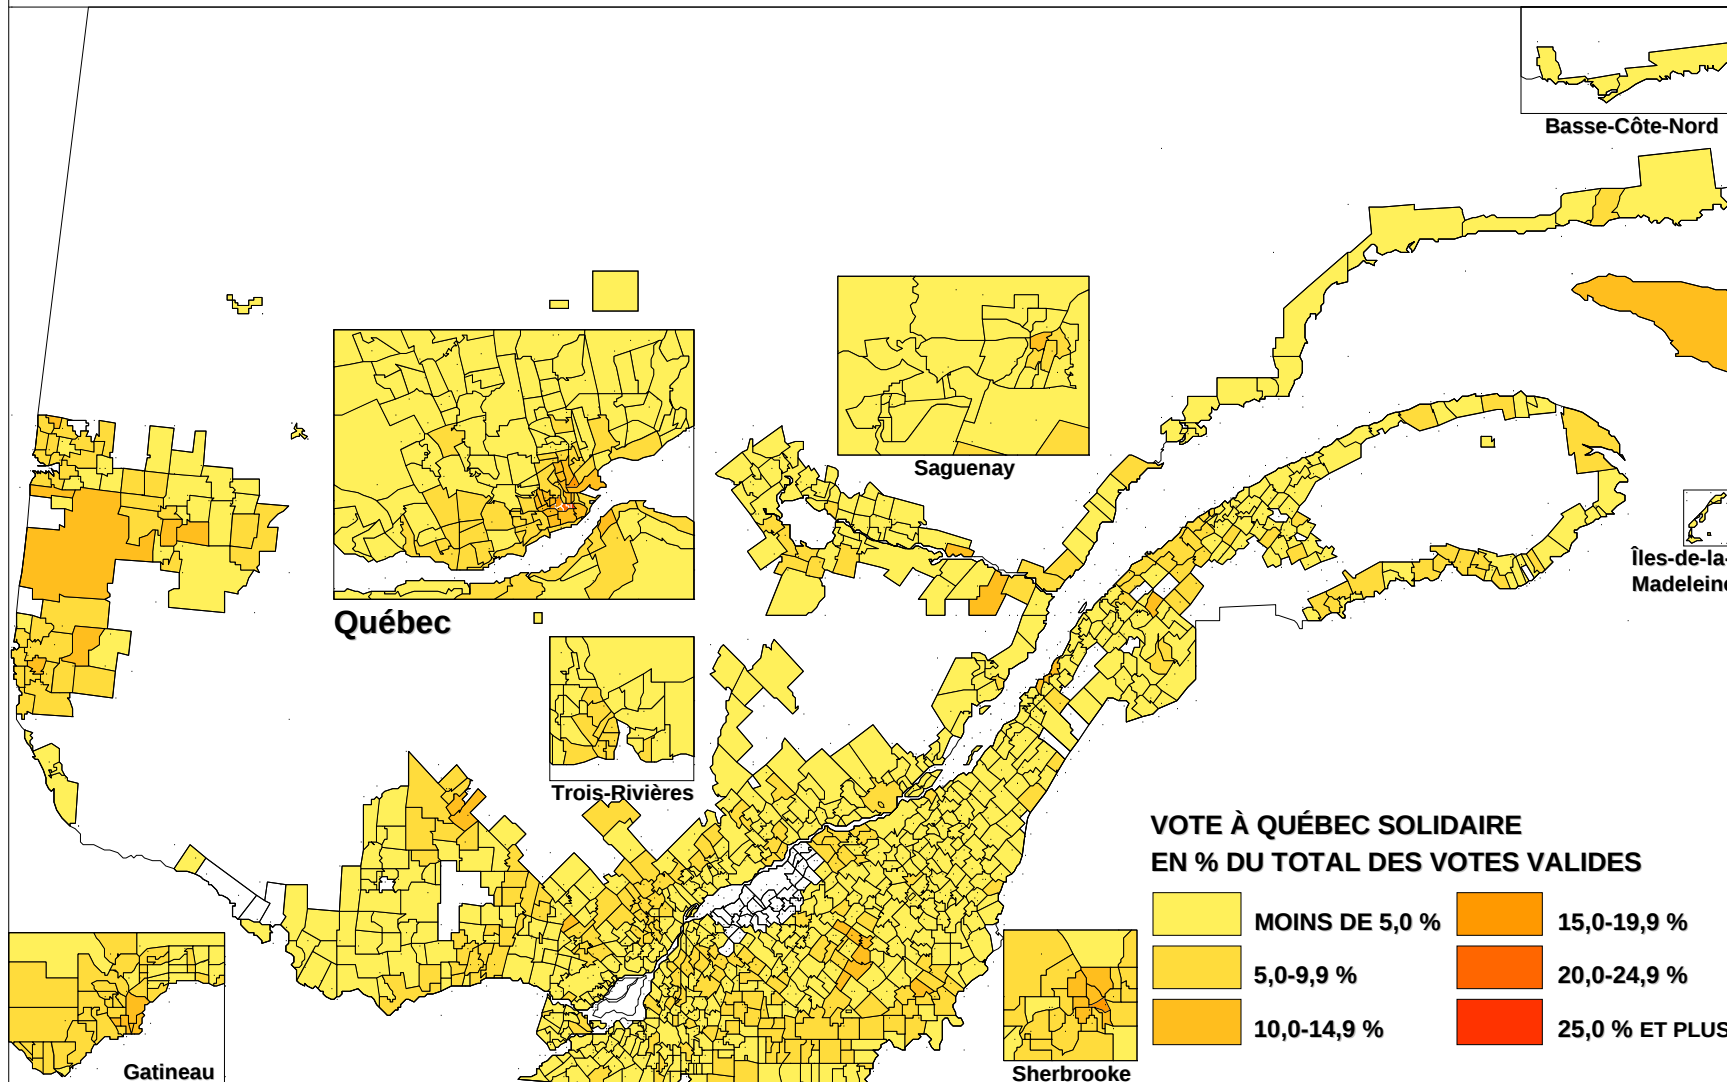 Basse-Côte-Nord
Saguenay
Îles-de-la-
Madeleine
Québec
Trois-Rivières
VOTE À QUÉBEC SOLIDAIRE
EN % DU TOTAL DES VOTES VALIDES
MOINS DE 5,0 %
15,0-19,9 %
5,0-9,9 %
20,0-24,9 %
10,0-14,9 %
25,0 % ET PLUS
Gatineau
Sherbrooke